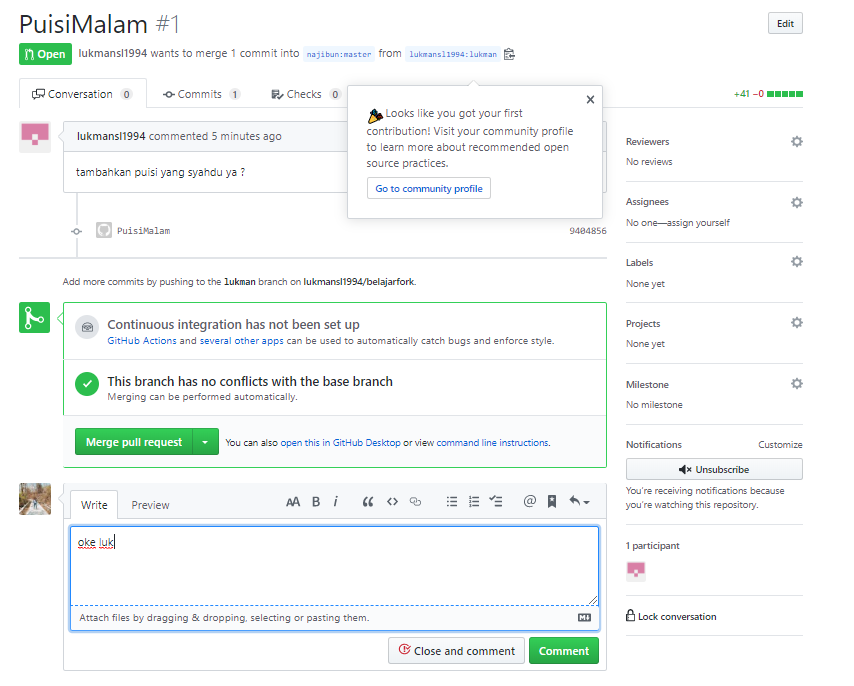 PuisiMalam #1
Edit
Open lukmansl1994 wants to merge 1 commit into najibun:master from lukmansl1994:lukman
Conversation 0 Commits 1 Checks 0
+41 −0
Looks like you got your first
contribution! Visit your community profile
to learn more about recommended open
source practices.
Go to community profile
lukmansl1994 commented 5 minutes ago
tambahkan puisi yang syahdu ya ?
PuisiMalam 9404856
Add more commits by pushing to the lukman branch on lukmansl1994/belajarfork.
Continuous integration has not been set up
GitHub Actions and several other apps can be used to automatically catch bugs and enforce style.
This branch has no conflicts with the base branch
Merging can be performed automatically.
Merge pull request You can also open this in GitHub Desktop or view command line instructions.
Write Preview AA B i @
oke luk
Attach files by dragging & dropping, selecting or pasting them.
Close and comment Comment
Reviewers
No reviews
Assignees
No one—assign yourself
Labels
None yet
Projects
None yet
Milestone
No milestone
Notifications Customize
Unsubscribe
You're receiving notifications because
you're watching this repository.
1 participant
Lock conversation